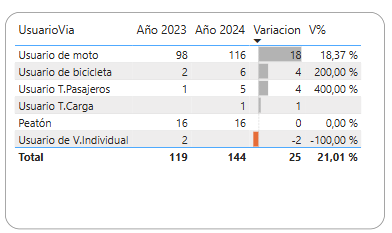 UsuarioVia Año 2023 Año 2024 Variacion V%
Usuario de moto 98 116 18 18,37 %
Usuario de bicicleta 2 6 4 200,00 %
Usuario T.Pasajeros 1 5 4 400,00 %
Usuario T.Carga 1 1
Peatón 16 16 0 0,00 %
Usuario de V.Individual 2 -2 -100,00 %
Total 119 144 25 21,01 %